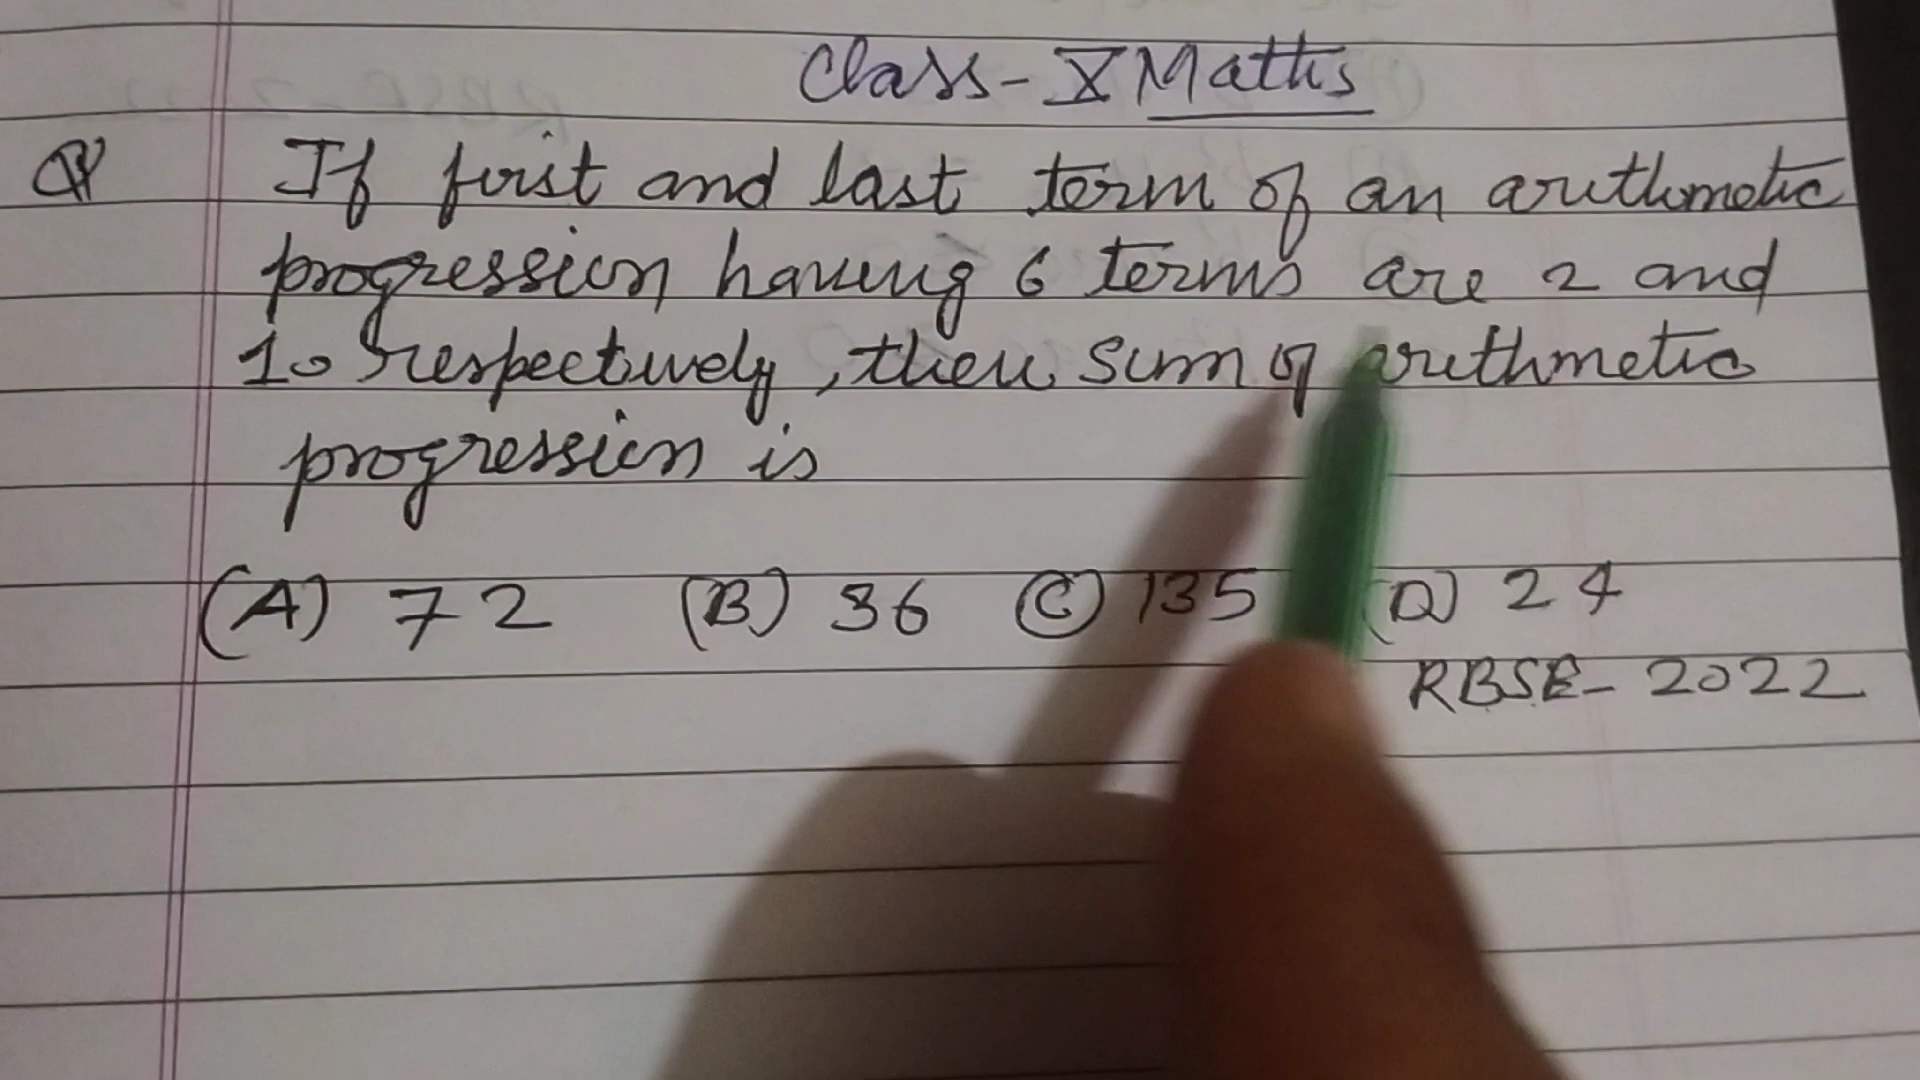 Class - X Maths
Q If first and last term of an arithmetic
progression having 6 terms are 2 and
10 respectively, then sum of arithmetic
progression is
(A) 72 (B) 36 (C) 135 (D) 24
RBSE - 2022